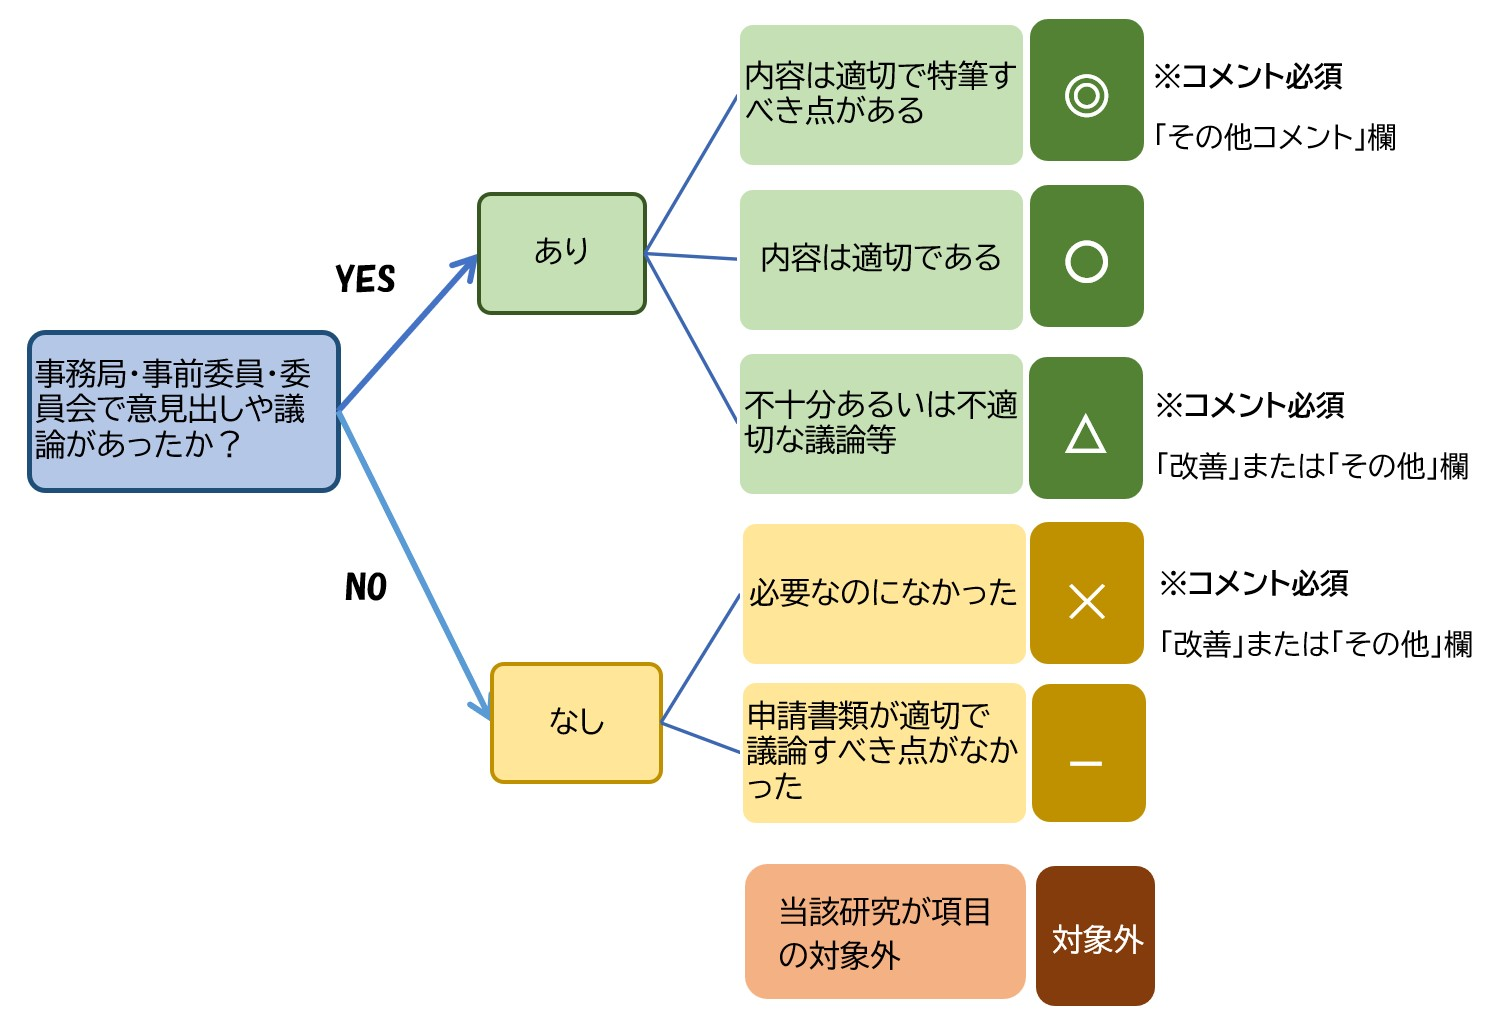 事務局・事前委員・委
員会で意見出しや議
論があったか？
YES
NO
あり
なし
内容は適切で特筆す
べき点がある
◎
※コメント必須
「その他コメント」欄
内容は適切である
○
不十分あるいは不適
切な議論等
△
※コメント必須
「改善」または「その他」欄
必要なのになかった
×
※コメント必須
「改善」または「その他」欄
申請書類が適切で
議論すべき点がなか
った
－
当該研究が項目
の対象外
対象外